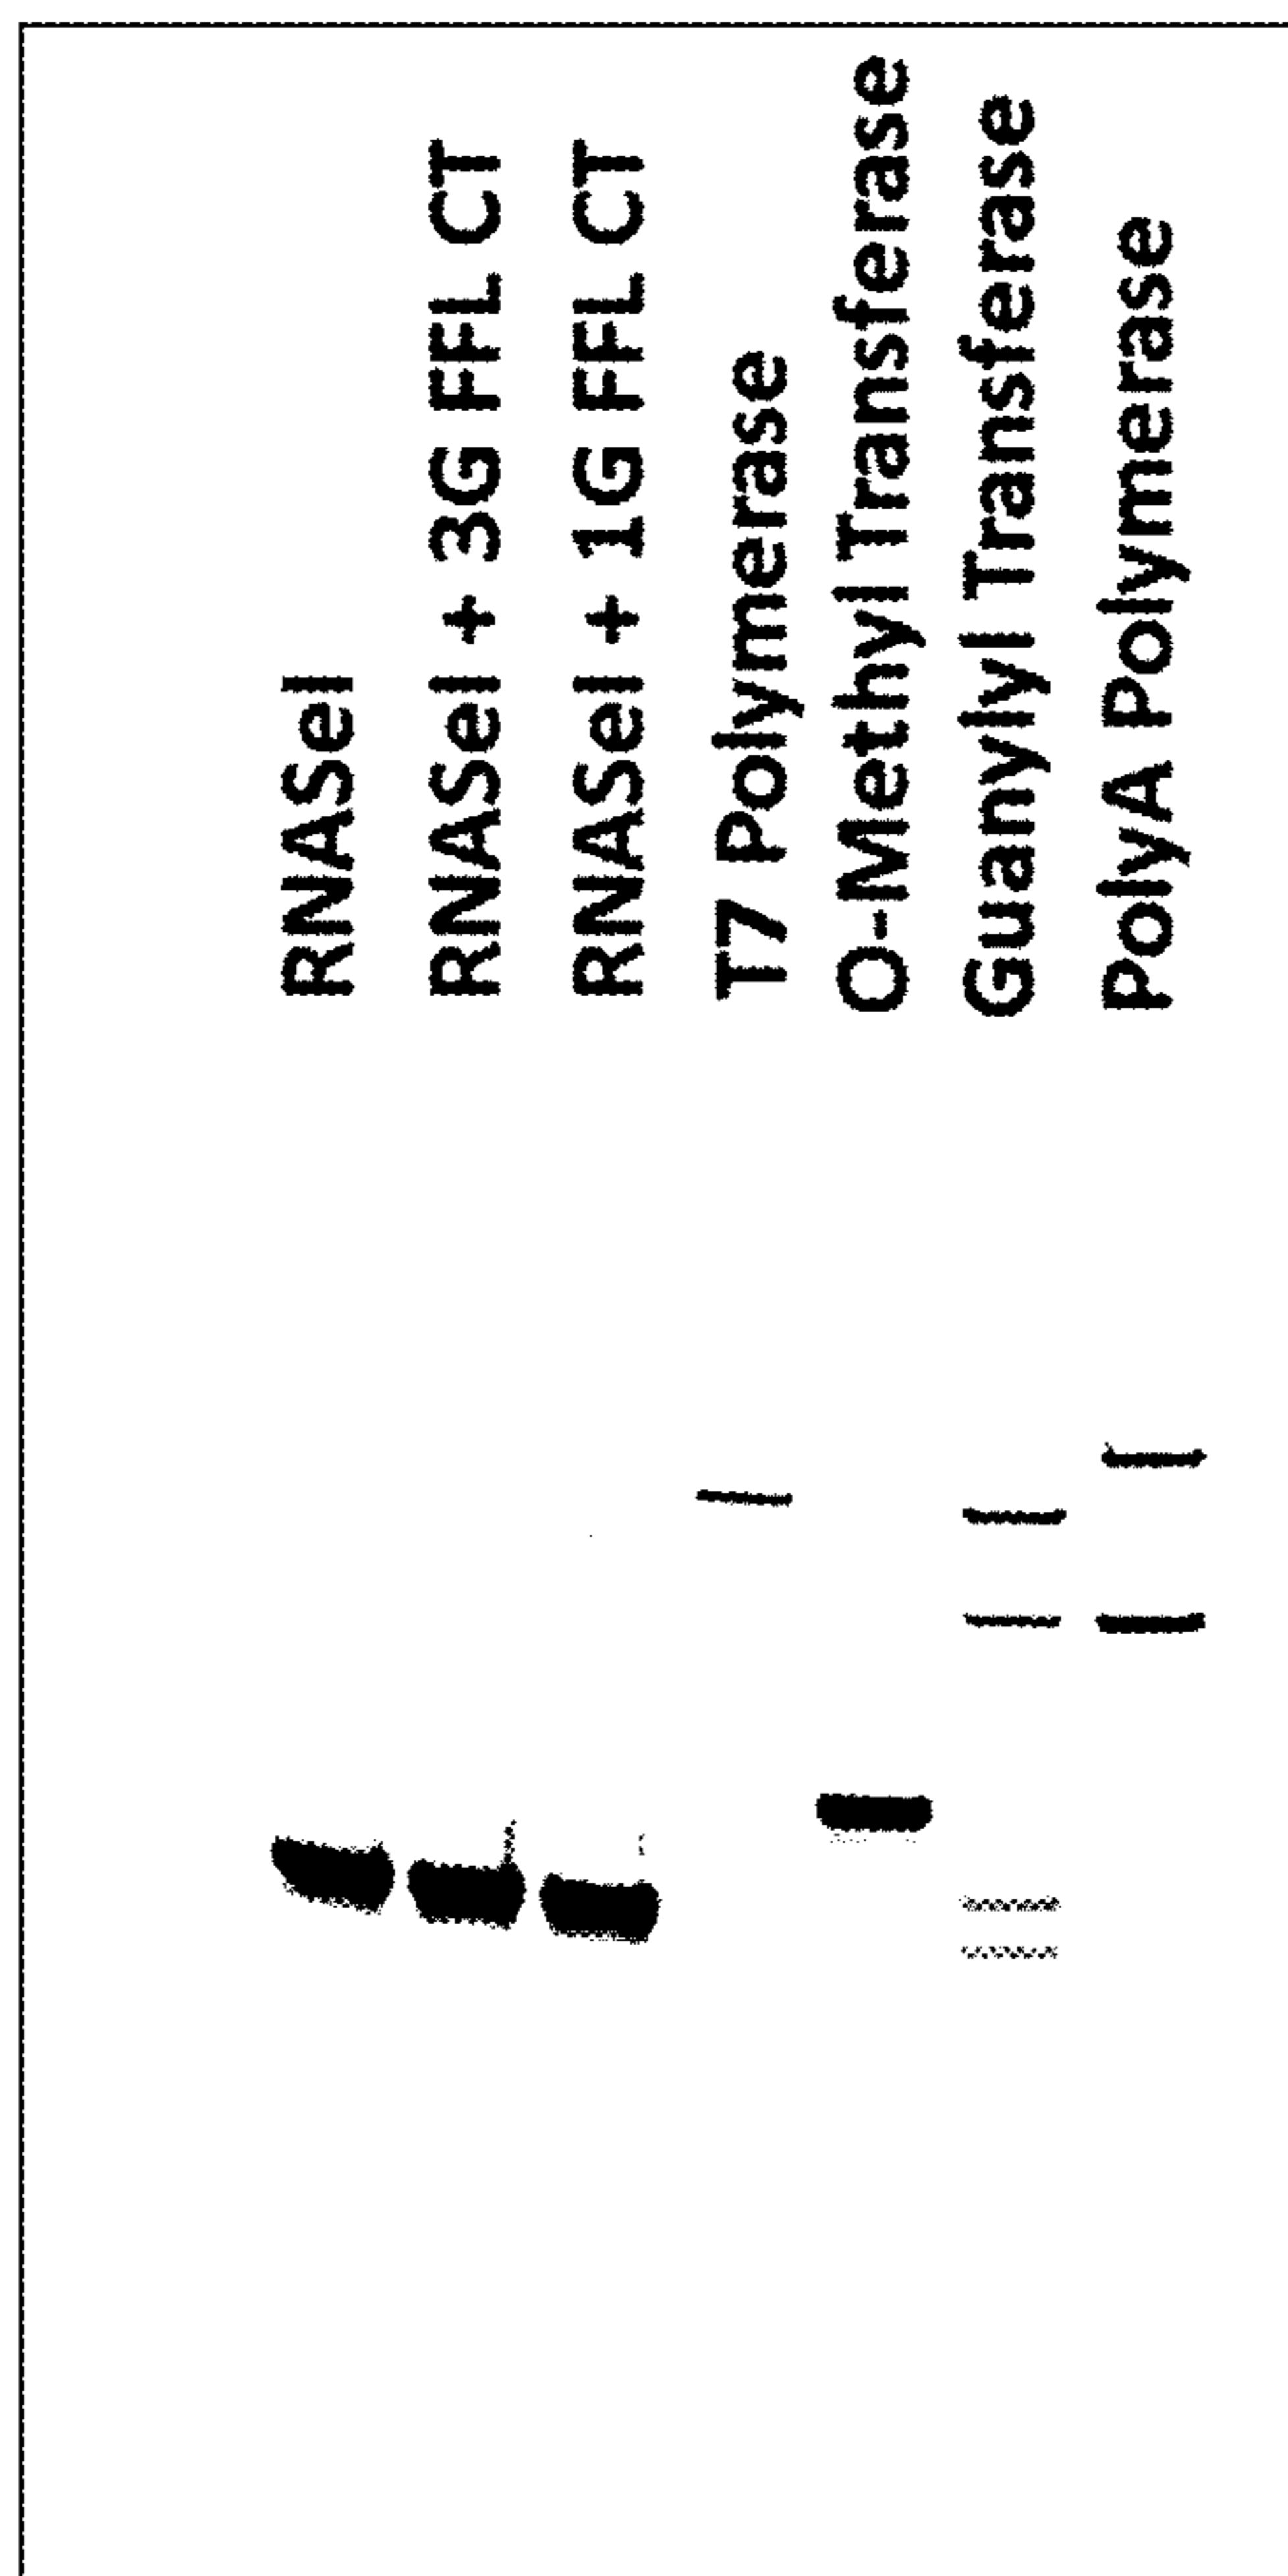 RNASeI
RNASeI + 3G FFL CT
RNASeI + 1G FFL CT
T7 Polymerase
O-Methyl Transferase
Guanylyl Transferase
PolyA Polymerase